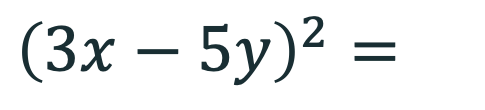 (3x − 5y)² =